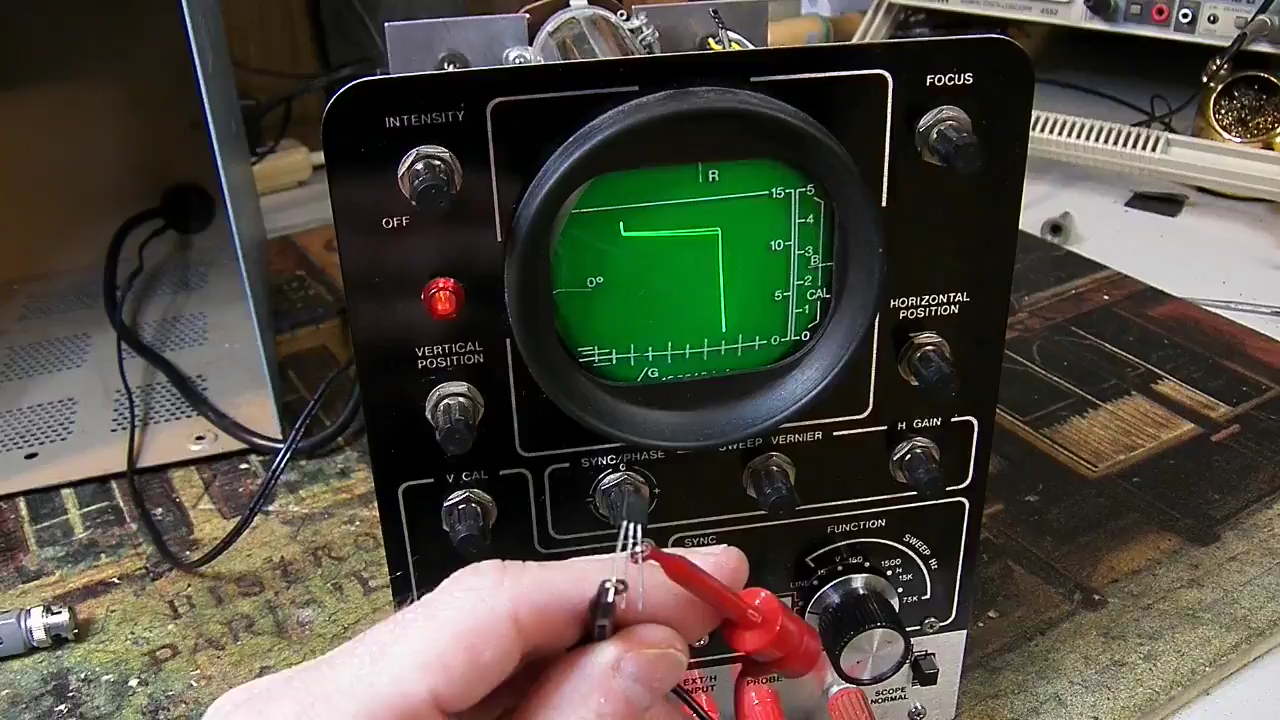 FOCUS
INTENSITY
OFF
R
15
5
4
10
3
B
2
0°
5
CAL
1
0
0
/G
HORIZONTAL
POSITION
VERTICAL
POSITION
H GAIN
SWEEP VERNIER
SYNC/PHASE
V CAL
SYNC
FUNCTION
SWEEP Hz
LINE
15
V
150
1500
H
15K
75K
EXT/H
INPUT
PROBE
SCOPE
NORMAL